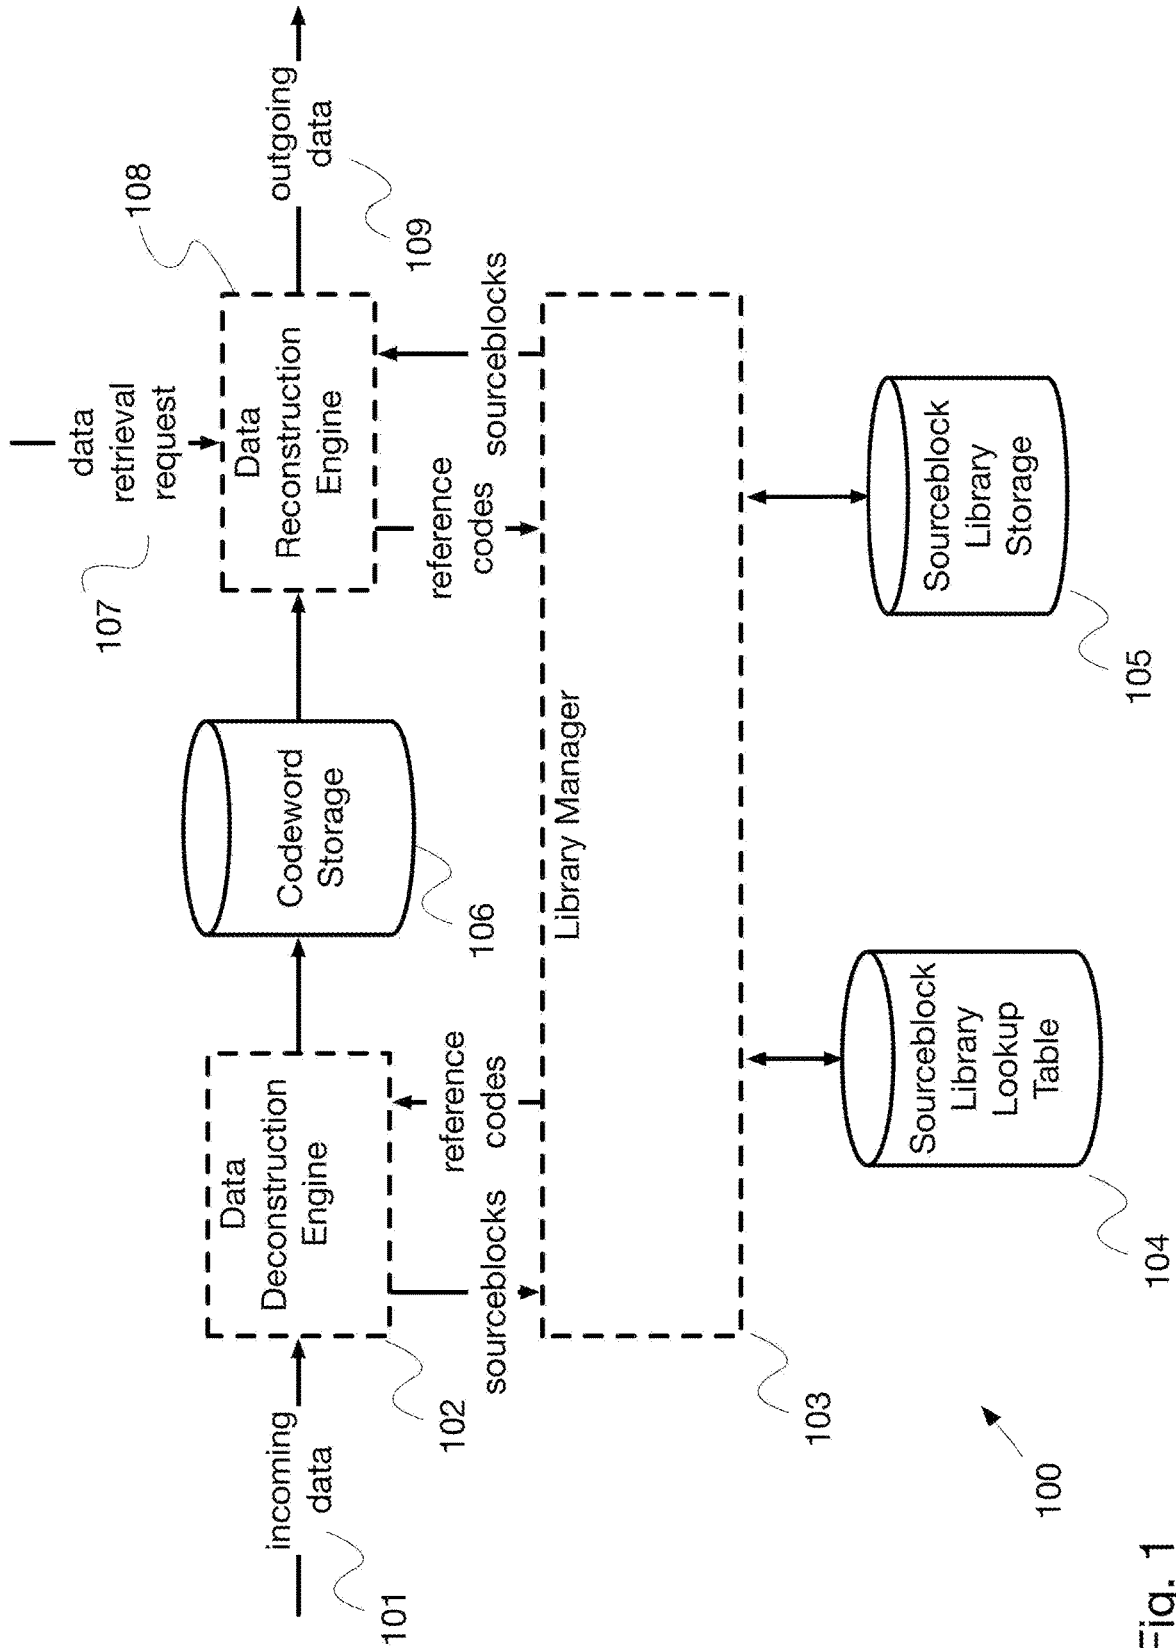 data
retrieval
request
107
108
incoming
data
101
Data
Deconstruction
Engine
102
Codeword
Storage
106
Data
Reconstruction
Engine
outgoing
data
109
sourceblocks
reference
codes
reference
codes
sourceblocks
Library Manager
103
Sourceblock
Library
Lookup
Table
104
Sourceblock
Library
Storage
105
100
Fig. 1